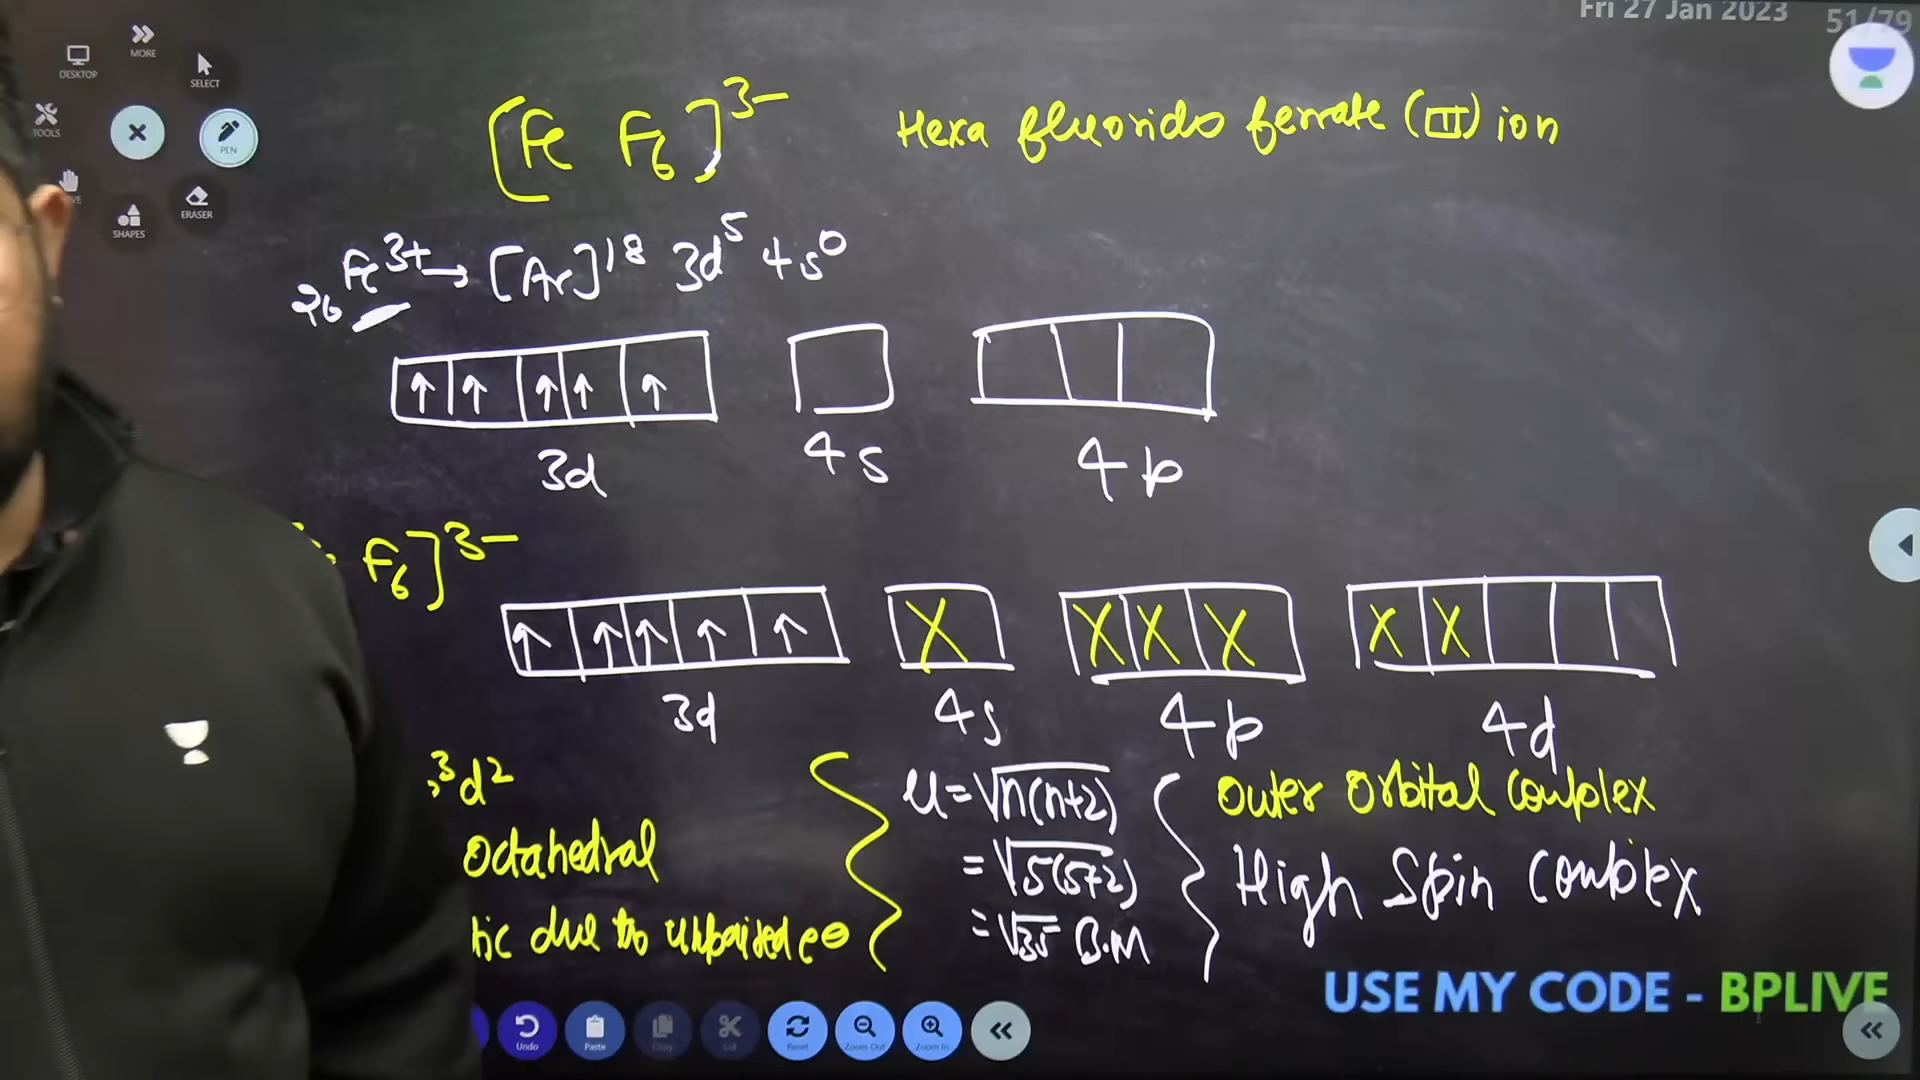 Fri 27 Jan 2023 51/79
MORE
DESKTOP
SELECT
TOOLS
PEN
SHAPES
ERASER
[Fe F₆]³⁻ Hexa fluorido ferrate (III) ion
₂₆Fe³⁺ → [Ar]¹⁸ 3d⁵ 4s⁰
↑ ↑ ↑ ↑ ↑
3d 4s 4p
F₆]³⁻
↑ ↑ ↑ ↑ ↑ X X X X X X
3d 4s 4p 4d
³d²
Octahedral
tic due to unpaired e⊖
μ = √n(n+2)
= √5(5+2)
= √35 B.M
Outer Orbital Complex
High Spin Complex
USE MY CODE - BPLIVE
Undo Paste Copy Cut Reset Zoom Out Zoom In